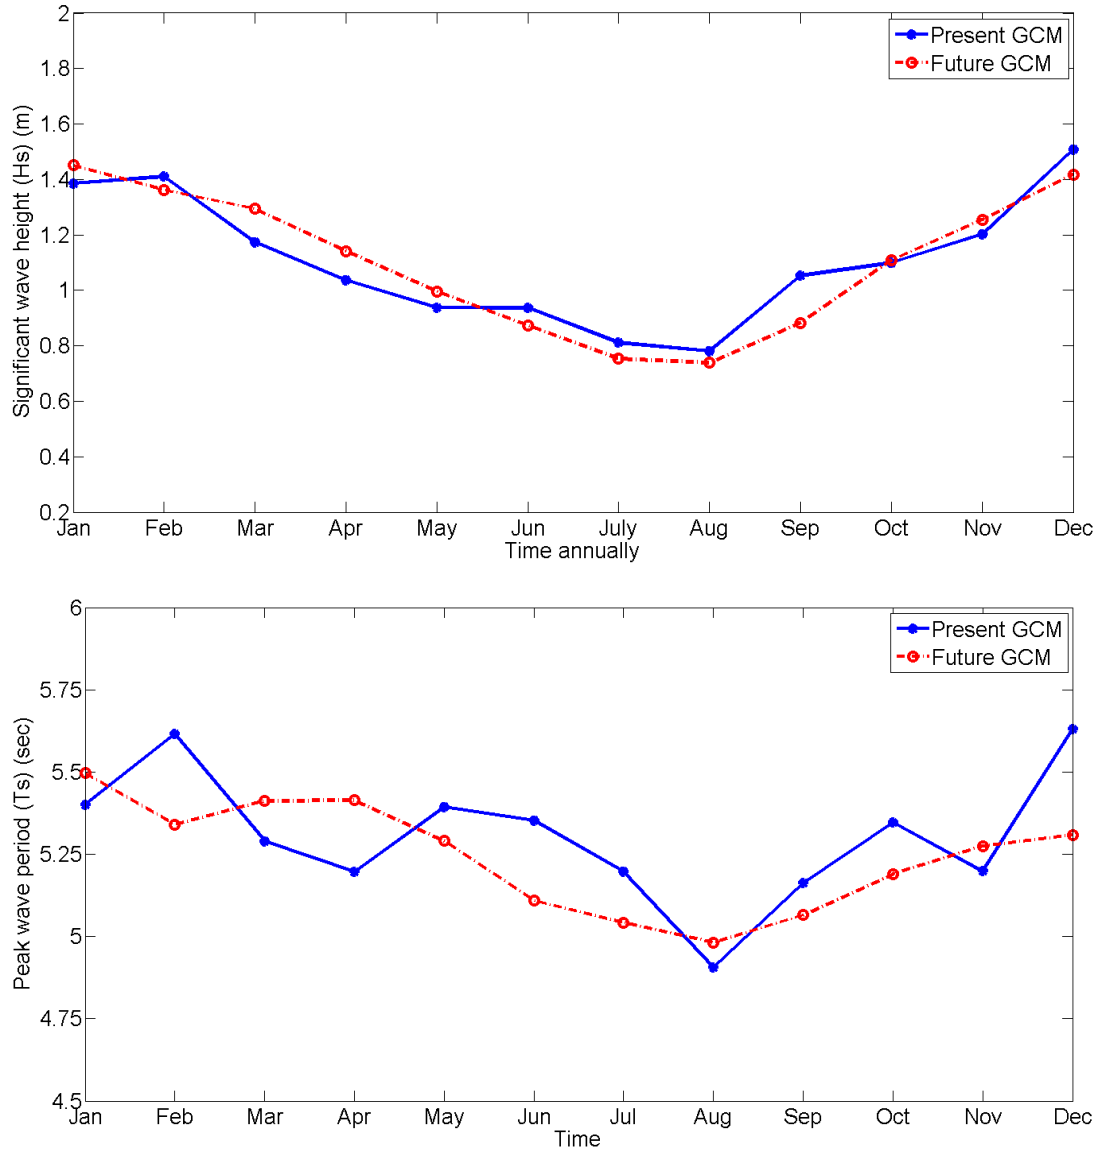 2
1.8
1.6
1.4
1.2
1
0.8
0.6
0.4
0.2
Significant wave height (Hs) (m)
Present GCM
Future GCM
Jan Feb Mar Apr May Jun July Aug Sep Oct Nov Dec
Time annually
6
5.75
5.5
5.25
5
4.75
4.5
Peak wave period (Ts) (sec)
Present GCM
Future GCM
Jan Feb Mar Apr May Jun Jul Aug Sep Oct Nov Dec
Time